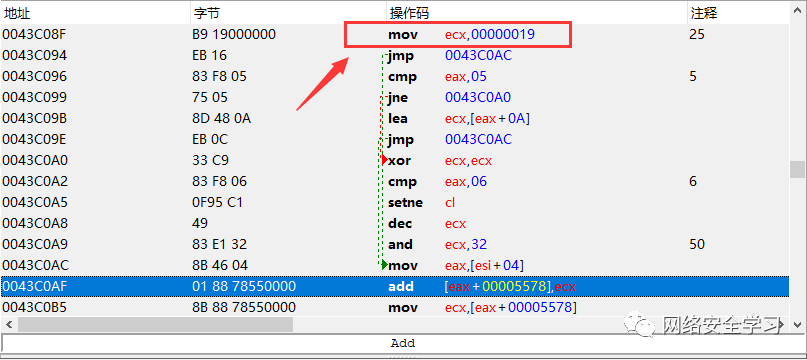 地址 字节 操作码 注释
0043C08F B9 19000000 mov ecx,00000019 25
0043C094 EB 16 jmp 0043C0AC
0043C096 83 F8 05 cmp eax,05 5
0043C099 75 05 jne 0043C0A0
0043C09B 8D 48 0A lea ecx,[eax+0A]
0043C09E EB 0C jmp 0043C0AC
0043C0A0 33 C9 xor ecx,ecx
0043C0A2 83 F8 06 cmp eax,06 6
0043C0A5 0F95 C1 setne cl
0043C0A8 49 dec ecx
0043C0A9 83 E1 32 and ecx,32 50
0043C0AC 8B 46 04 mov eax,[esi+04]
0043C0AF 01 88 78550000 add [eax+00005578],ecx
0043C0B5 8B 88 78550000 mov ecx,[eax+00005578]
网络安全学习
Add